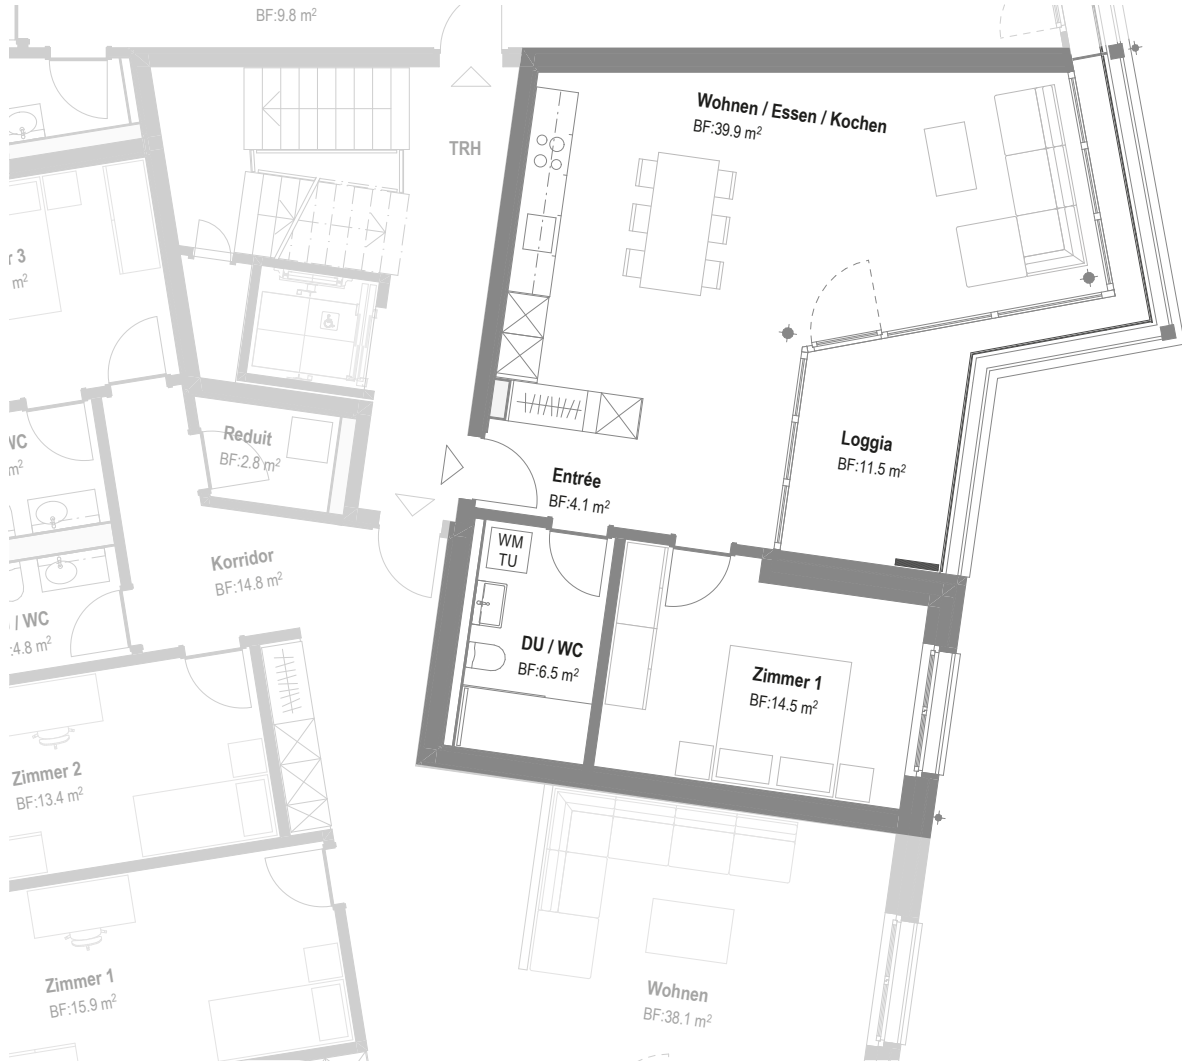 BF:9.8 m²
Wohnen / Essen / Kochen
BF:39.9 m²
TRH
r 3
m²
Loggia
BF:11.5 m²
Reduit
BF:2.8 m²
WC
m²
Entrée
BF:4.1 m²
WM
TU
Korridor
BF:14.8 m²
/ WC
:4.8 m²
DU / WC
BF:6.5 m²
Zimmer 1
BF:14.5 m²
Zimmer 2
BF:13.4 m²
Zimmer 1
BF:15.9 m²
Wohnen
BF:38.1 m²